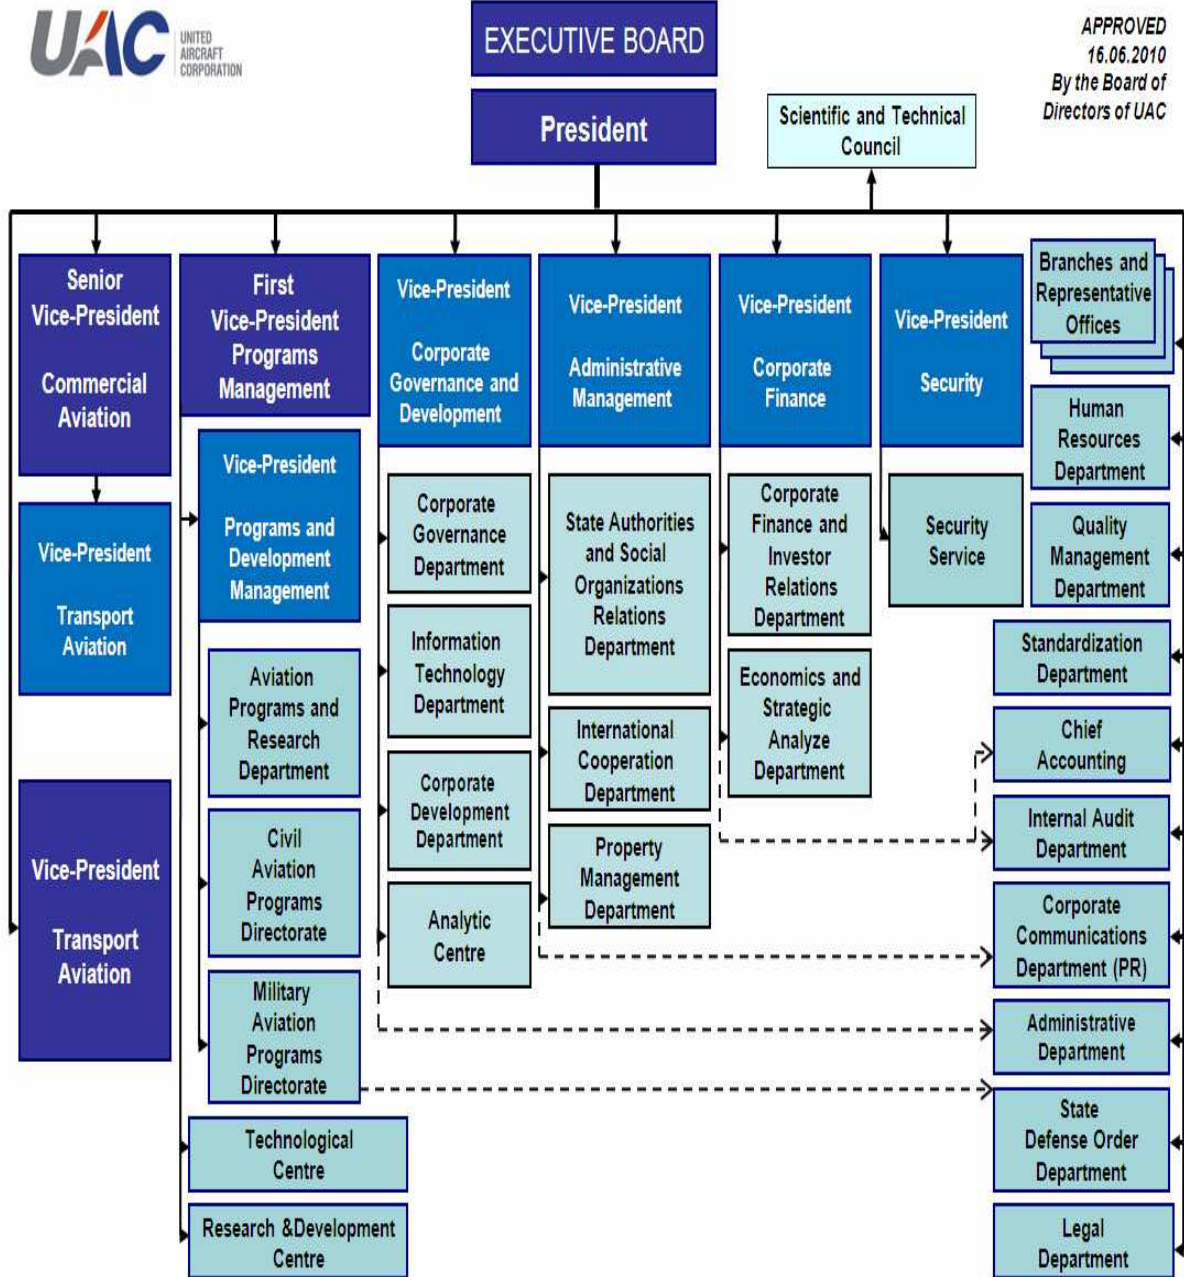 UAC
UNITED
AIRCRAFT
CORPORATION
EXECUTIVE BOARD
President
Scientific and Technical
Council
APPROVED
16.06.2010
By the Board of
Directors of UAC
Senior
Vice-President
Commercial
Aviation
Vice-President
Transport
Aviation
Vice-President
Transport
Aviation
First
Vice-President
Programs
Management
Vice-President
Programs and
Development
Management
Aviation
Programs and
Research
Department
Civil
Aviation
Programs
Directorate
Military
Aviation
Programs
Directorate
Technological
Centre
Research &Development
Centre
Vice-President
Corporate
Governance and
Development
Corporate
Governance
Department
Information
Technology
Department
Corporate
Development
Department
Analytic
Centre
Vice-President
Administrative
Management
State Authorities
and Social
Organizations
Relations
Department
International
Cooperation
Department
Property
Management
Department
Vice-President
Corporate
Finance
Corporate
Finance and
Investor
Relations
Department
Economics and
Strategic
Analyze
Department
Vice-President
Security
Security
Service
Branches and
Representative
Offices
Human
Resources
Department
Quality
Management
Department
Standardization
Department
Chief
Accounting
Internal Audit
Department
Corporate
Communications
Department (PR)
Administrative
Department
State
Defense Order
Department
Legal
Department